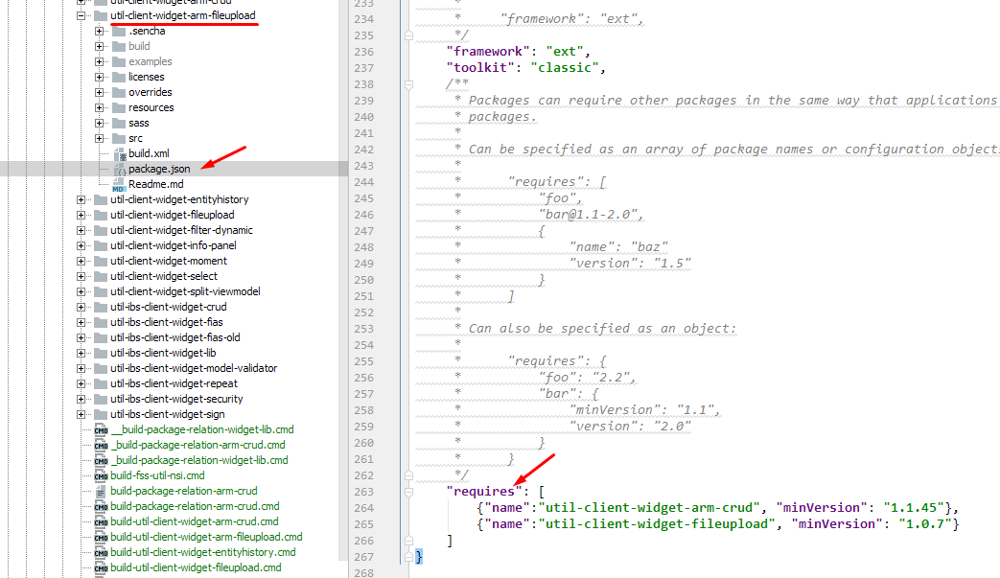 util-client-widget-arm-crud
util-client-widget-arm-fileupload
.sencha
build
examples
licenses
overrides
resources
sass
src
build.xml
package.json
MD Readme.md
util-client-widget-entityhistory
util-client-widget-fileupload
util-client-widget-filter-dynamic
util-client-widget-info-panel
util-client-widget-moment
util-client-widget-select
util-client-widget-split-viewmodel
util-ibs-client-widget-crud
util-ibs-client-widget-fias
util-ibs-client-widget-fias-old
util-ibs-client-widget-lib
util-ibs-client-widget-model-validator
util-ibs-client-widget-repeat
util-ibs-client-widget-security
util-ibs-client-widget-sign
CMD __build-package-relation-widget-lib.cmd
CMD _build-package-relation-arm-crud.cmd
CMD _build-package-relation-widget-lib.cmd
CMD build-fss-util-nsi.cmd
build-package-relation-arm-crud
CMD build-package-relation-arm-crud.cmd
CMD build-util-client-widget-arm-crud.cmd
CMD build-util-client-widget-arm-fileupload.cmd
CMD build-util-client-widget-entityhistory.cmd
CMD build-util-client-widget-fileupload.cmd
233 *
234 * "framework": "ext",
235 */
236 "framework": "ext",
237 "toolkit": "classic",
238 /**
239 * Packages can require other packages in the same way that applications
240 * packages.
241 *
242 * Can be specified as an array of package names or configuration objects
243 *
244 * "requires": [
245 * "foo",
246 * "bar@1.1-2.0",
247 * {
248 * "name": "baz"
249 * "version": "1.5"
250 * }
251 * ]
252 *
253 * Can also be specified as an object:
254 *
255 * "requires": {
256 * "foo": "2.2",
257 * "bar": {
258 * "minVersion": "1.1",
259 * "version": "2.0"
260 * }
261 * }
262 */
263 "requires": [
264 {"name":"util-client-widget-arm-crud", "minVersion": "1.1.45"},
265 {"name":"util-client-widget-fileupload", "minVersion": "1.0.7"}
266 ]
267 }
268